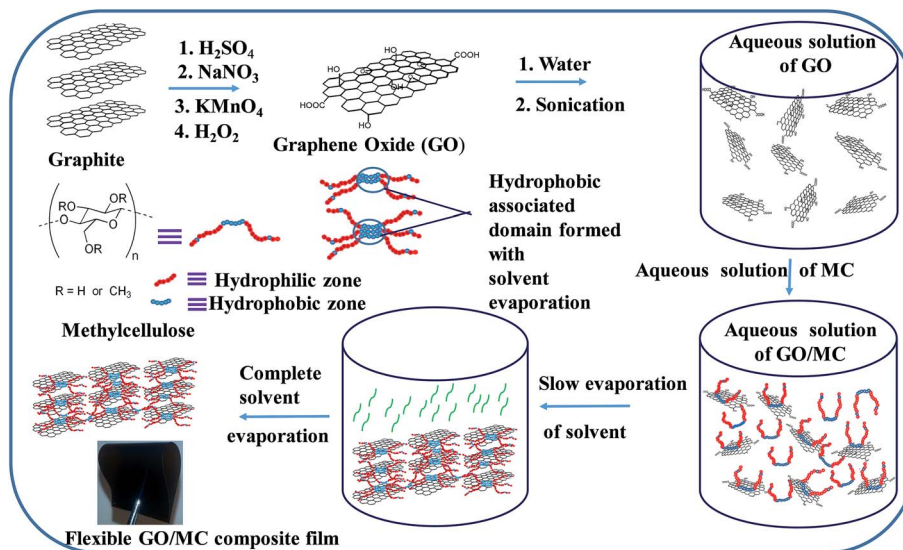 1. H₂SO₄
2. NaNO₃
3. KMnO₄
4. H₂O₂
Graphite
HO
COOH
HOOC
OH
HO
Graphene Oxide (GO)
1. Water
2. Sonication
Aqueous solution
of GO
RO
OR
O
O
OR
n
R = H or CH₃
Methylcellulose
Hydrophilic zone
Hydrophobic zone
Hydrophobic
associated
domain formed
with
solvent
evaporation
Aqueous solution of MC
Aqueous solution
of GO/MC
Slow evaporation
of solvent
Complete
solvent
evaporation
Flexible GO/MC composite film